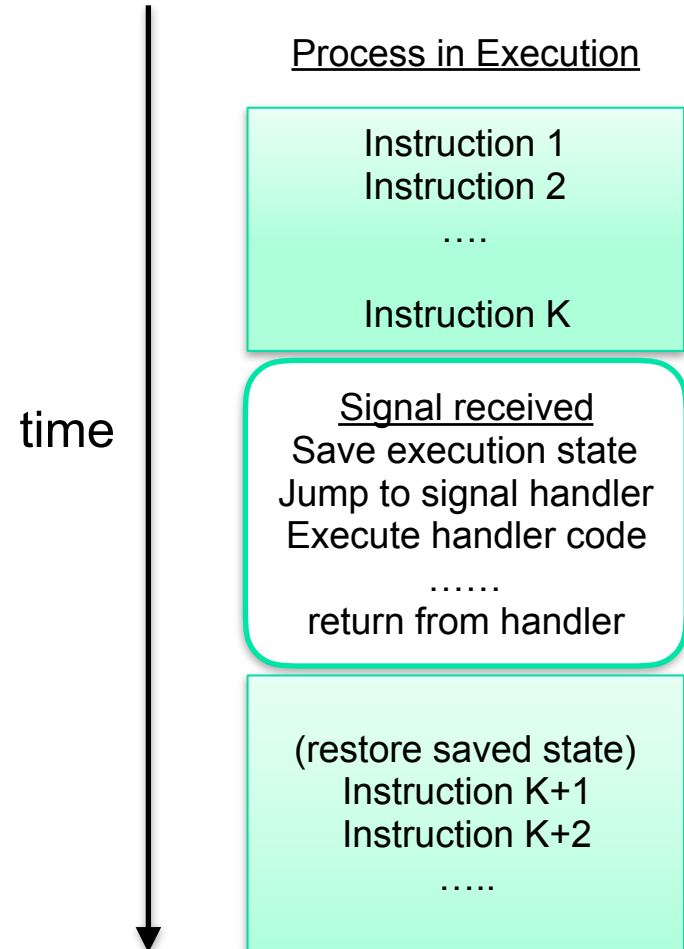 Process in Execution
Instruction 1
Instruction 2
….
Instruction K
time
Signal received
Save execution state
Jump to signal handler
Execute handler code
……
return from handler
(restore saved state)
Instruction K+1
Instruction K+2
…..